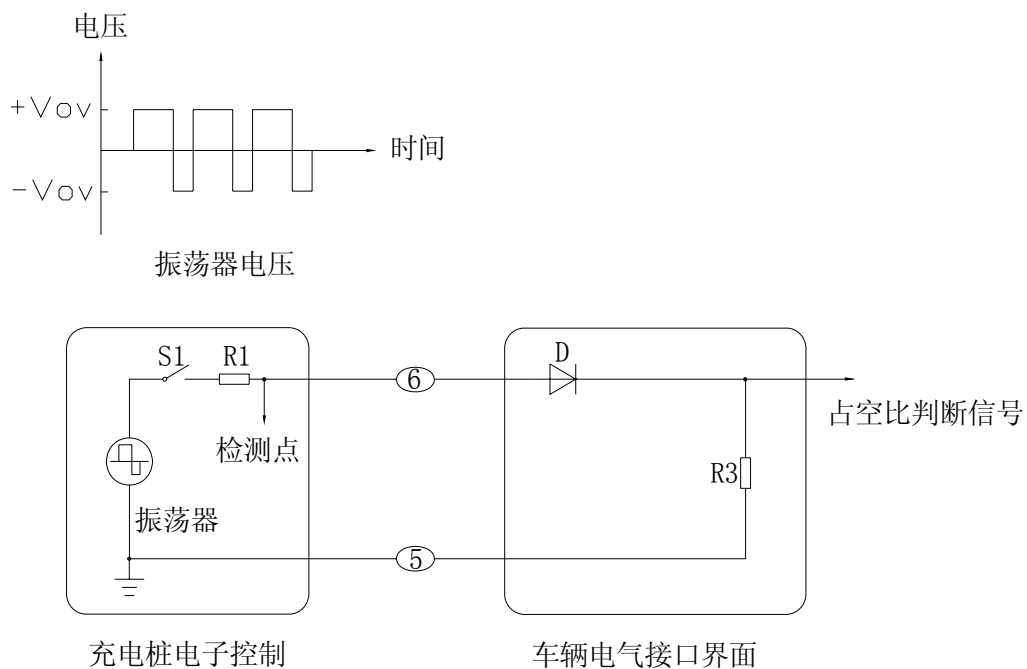 电压
+Vov
时间
-Vov
振荡器电压
S1
R1
6
D
占空比判断信号
检测点
R3
振荡器
5
充电桩电子控制
车辆电气接口界面